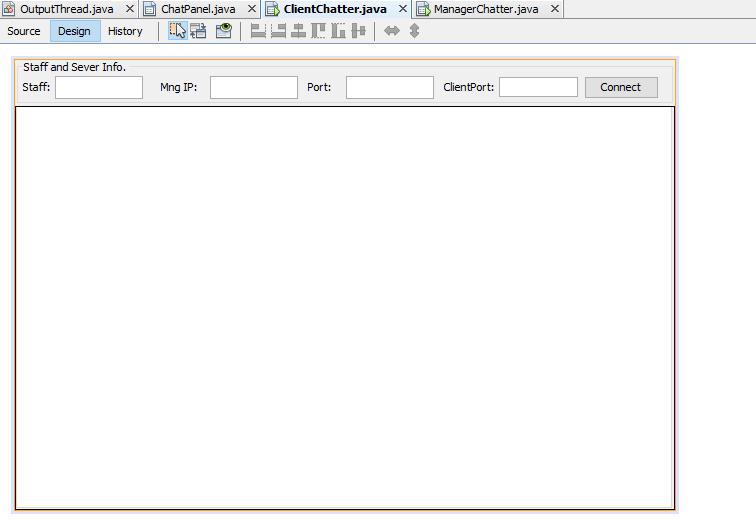 OutputThread.java ChatPanel.java ClientChatter.java ManagerChatter.java
Source Design History
Staff and Sever Info.
Staff: Mng IP: Port: ClientPort: Connect